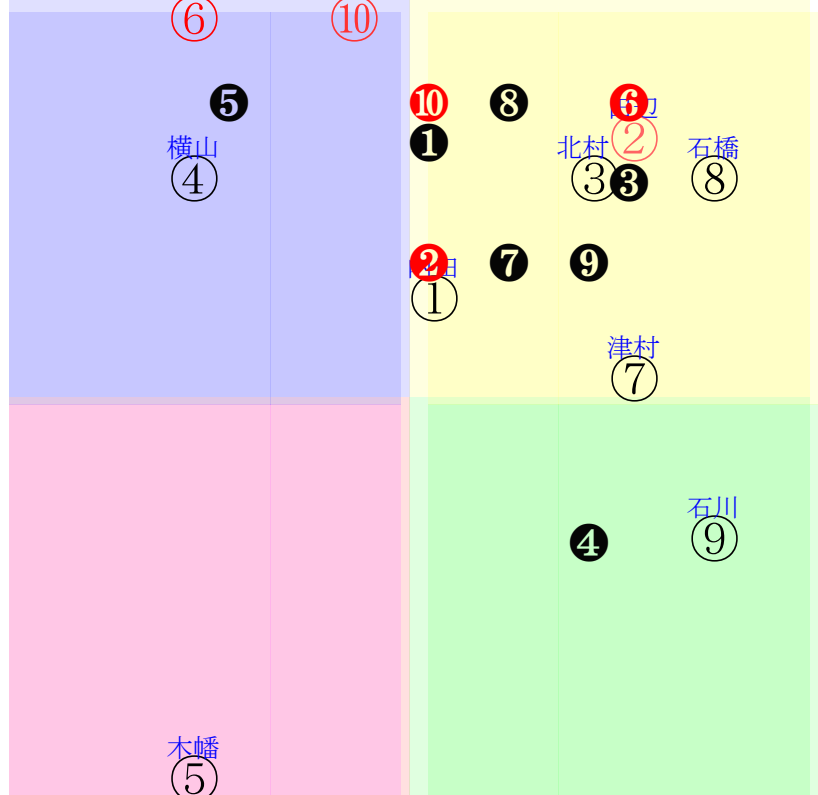 ⑥ ⑩
❺ ❿ ❽ ❻
❶ ②
横山 北村 石橋
④ ③ ❸ ⑧
❷ ❼ ❾
①
津村
⑦
石川
❹ ⑨
木幡
⑤